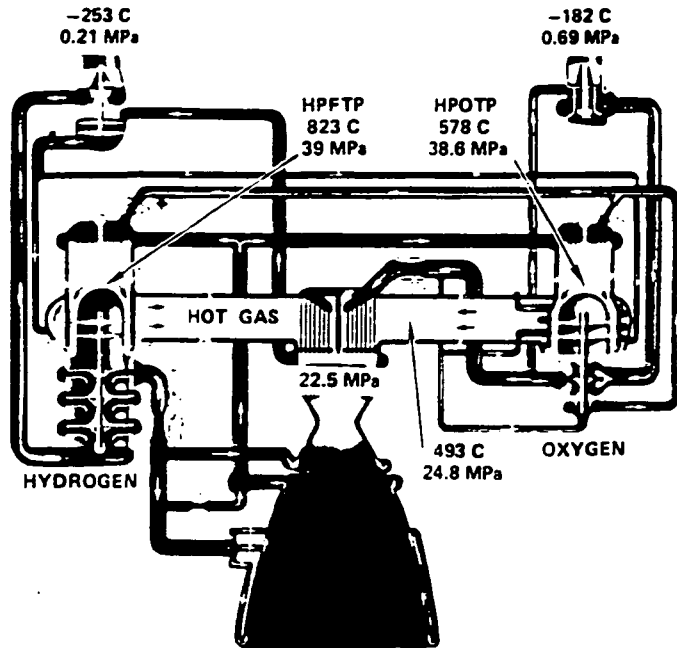 −253 C
0.21 MPa
−182 C
0.69 MPa
HPFTP
823 C
39 MPa
HPOTP
578 C
38.6 MPa
HOT GAS
22.5 MPa
493 C
24.8 MPa
HYDROGEN
OXYGEN